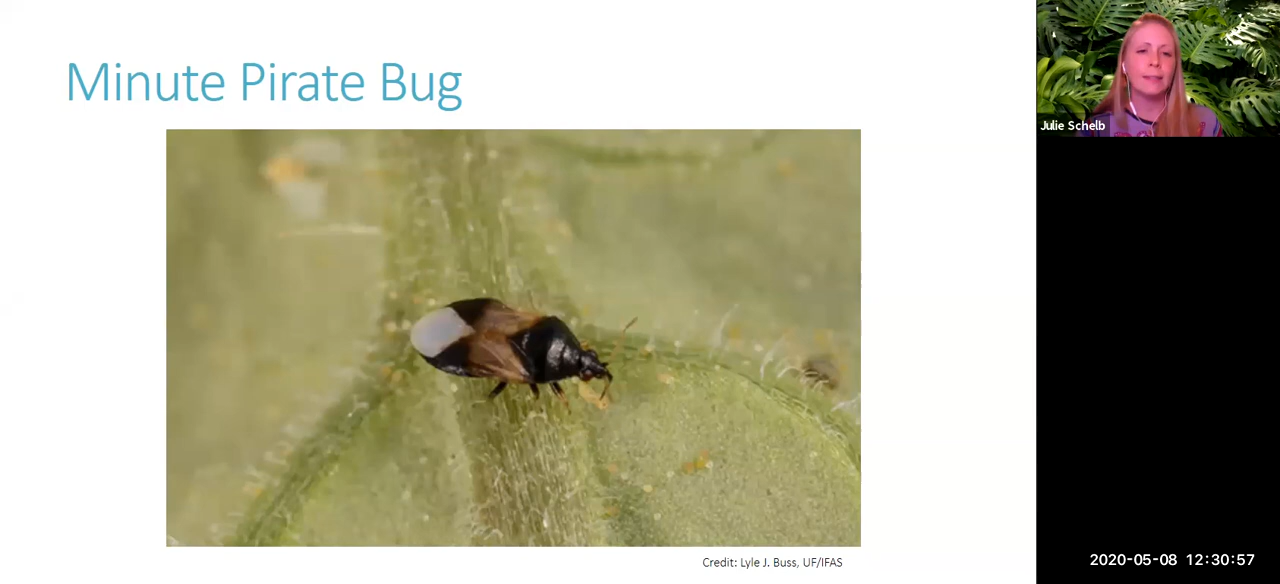 Minute Pirate Bug
Julie Schelb
Credit: Lyle J. Buss, UF/IFAS
2020-05-08 12:30:57